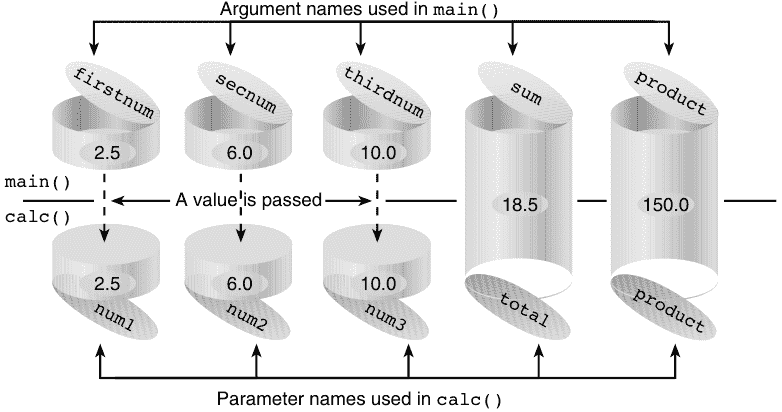 Argument names used in main()
firstnum secnum thirdnum sum product
2.5 6.0 10.0
main()
A value is passed 18.5 150.0
calc()
2.5 6.0 10.0
num1 num2 num3 total product
Parameter names used in calc()